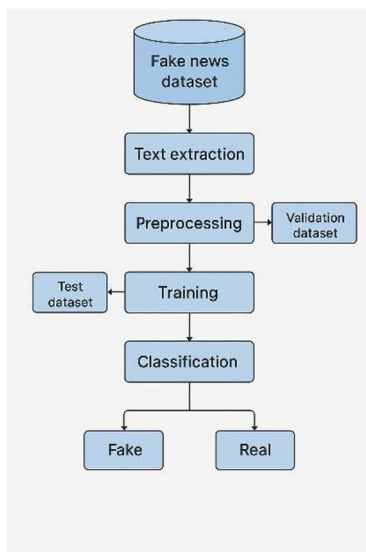 Fake news
dataset
Text extraction
Preprocessing
Validation
dataset
Test
dataset
Training
Classification
Fake
Real